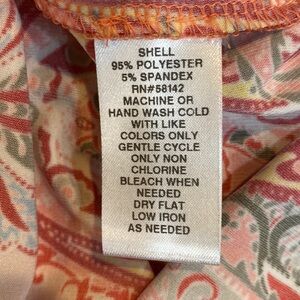 SHELL
95% POLYESTER
5% SPANDEX
RN#58142
MACHINE OR
HAND WASH COLD
WITH LIKE
COLORS ONLY
GENTLE CYCLE
ONLY NON
CHLORINE
BLEACH WHEN
NEEDED
DRY FLAT
LOW IRON
AS NEEDED